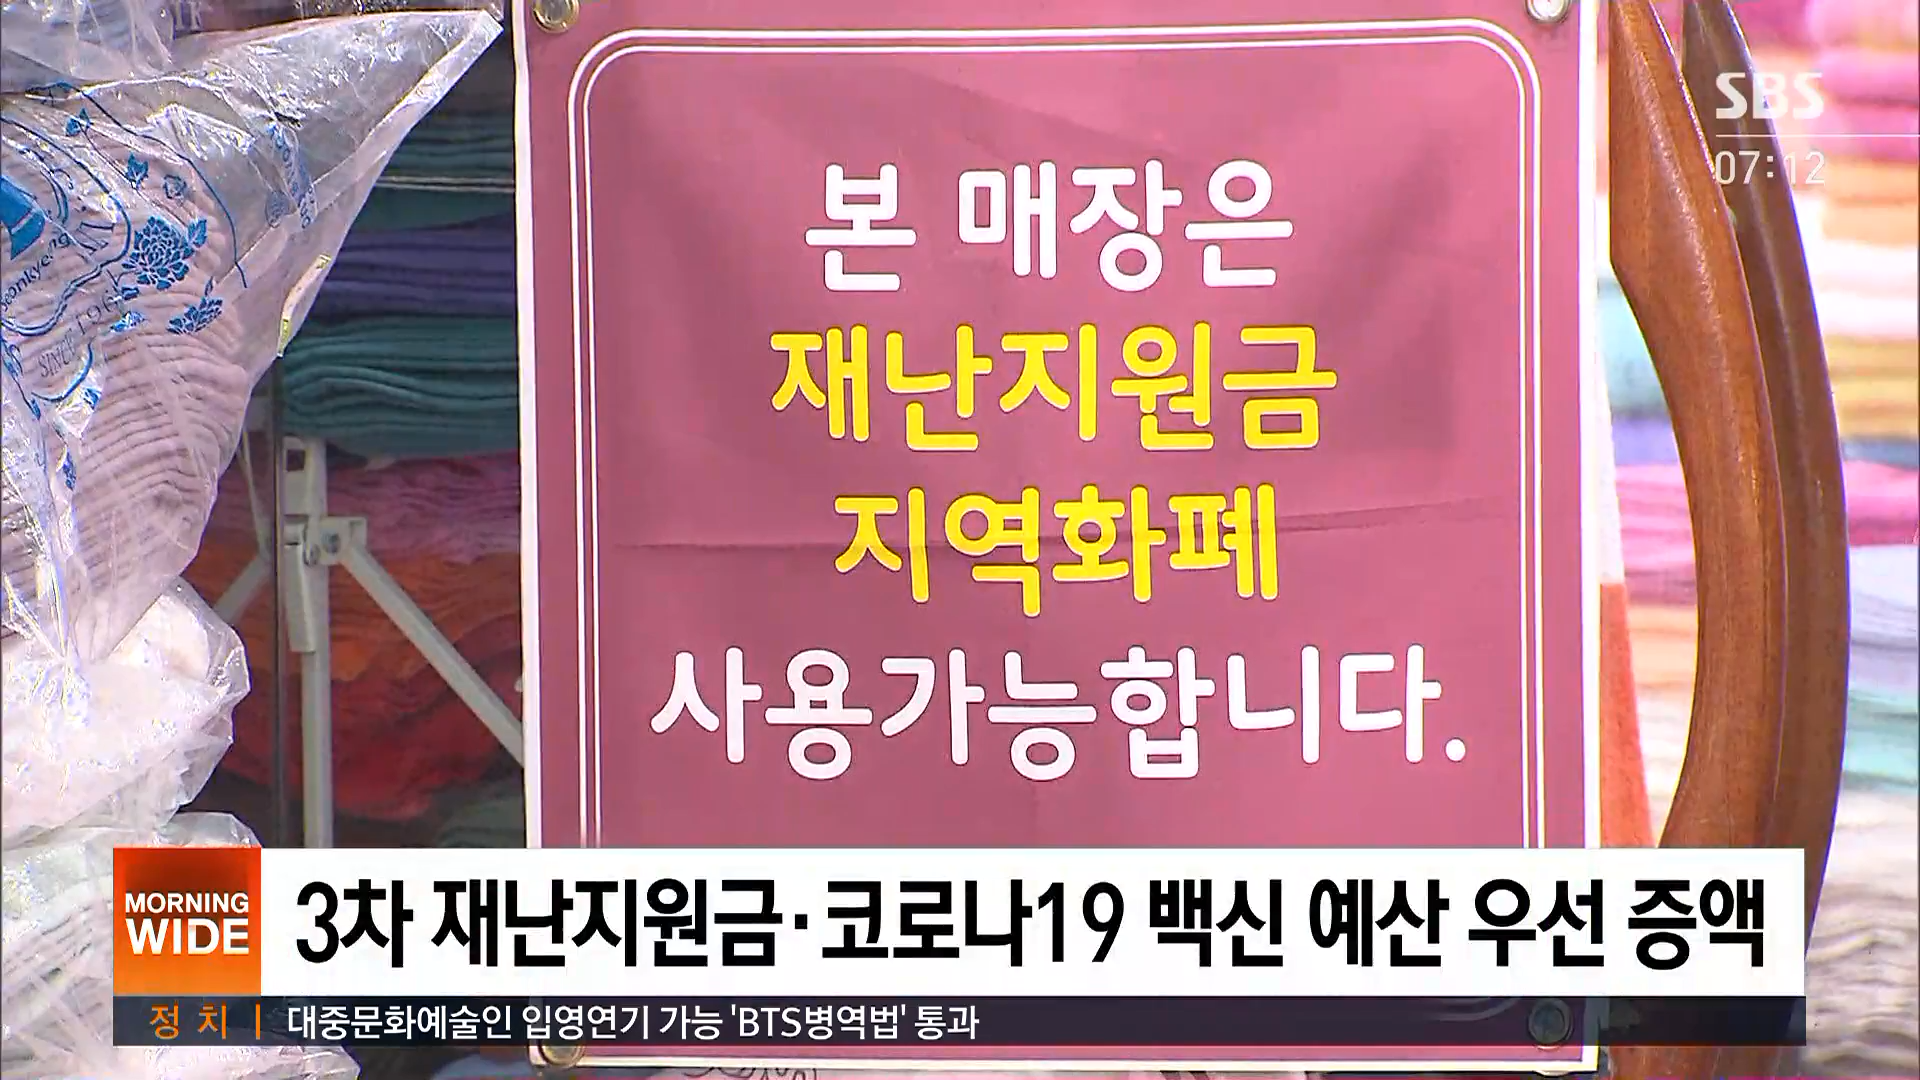 SBS
07:12
본 매장은
재난지원금
지역화폐
사용가능합니다.
SINCE 196
MORNING
WIDE
3차 재난지원금·코로나19 백신 예산 우선 증액
정치 | 대중문화예술인 입영연기 가능 'BTS병역법' 통과